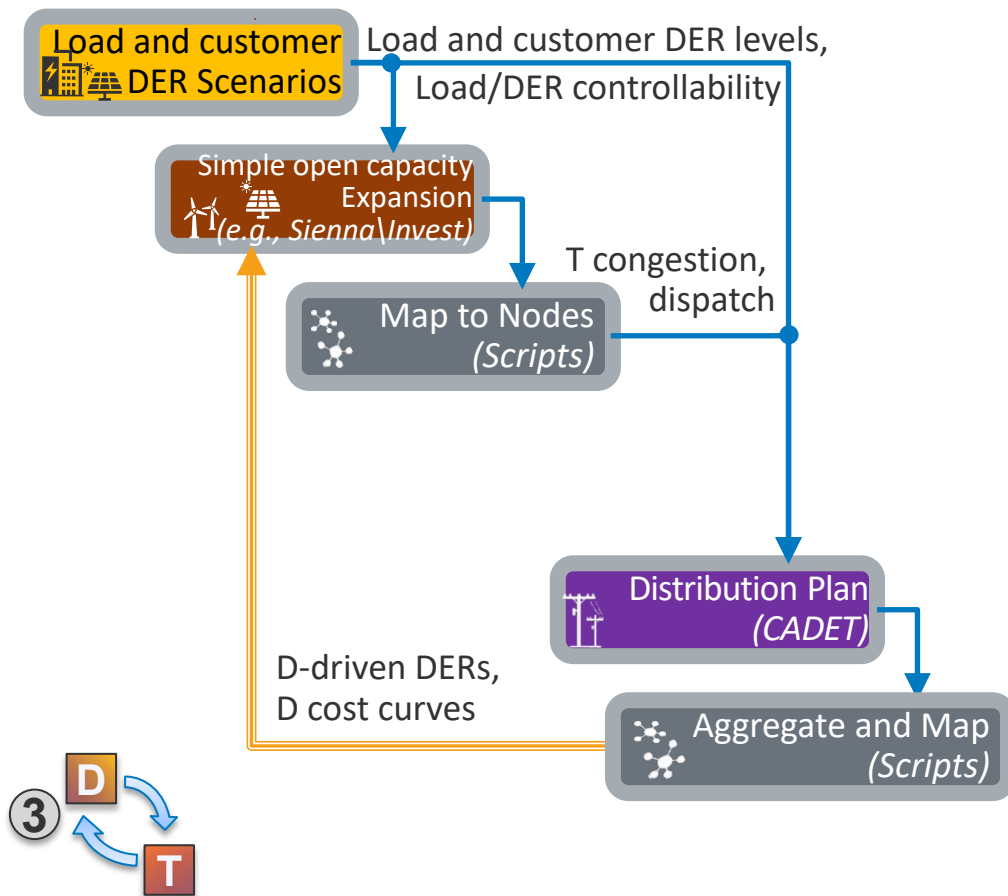 Load and customer
DER Scenarios
Load and customer DER levels,
Load/DER controllability
Simple open capacity
Expansion
(e.g., Sienna\Invest)
T congestion,
dispatch
Map to Nodes
(Scripts)
Distribution Plan
(CADET)
D-driven DERs,
D cost curves
Aggregate and Map
(Scripts)
D
3
T